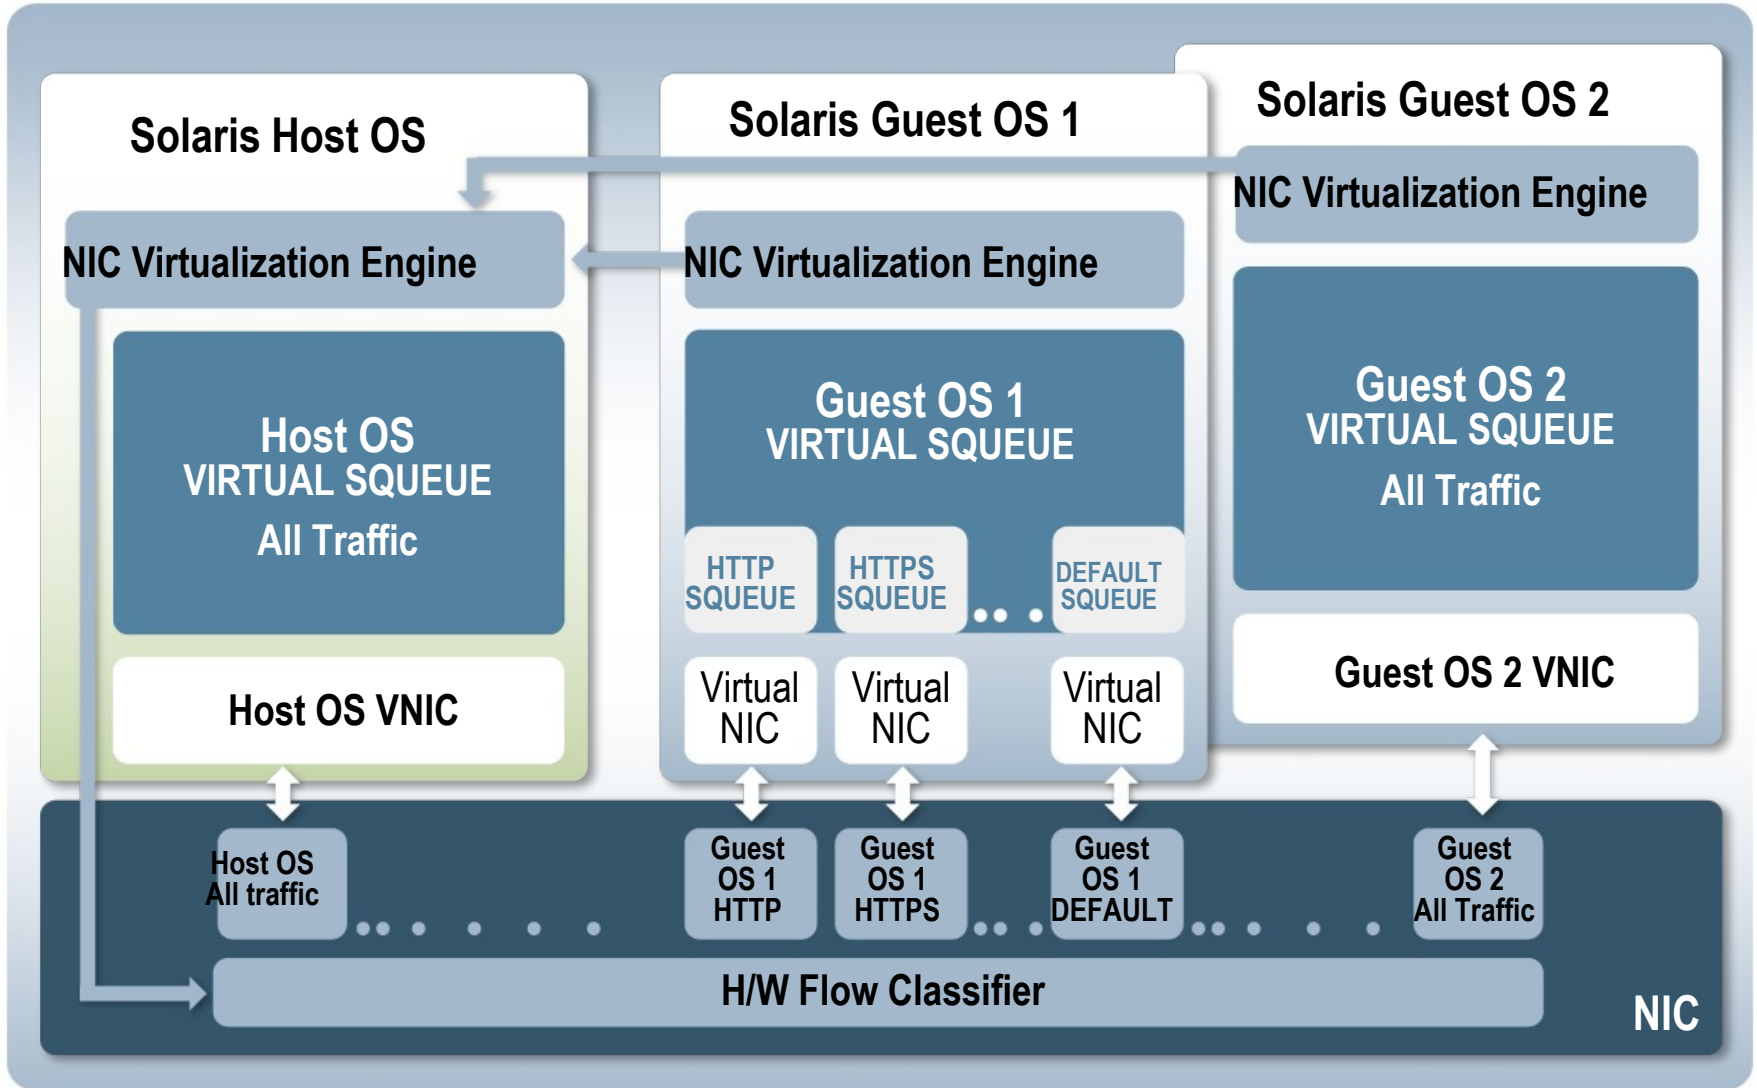 Solaris Host OS
NIC Virtualization Engine
Host OS
VIRTUAL SQUEUE
All Traffic
Host OS VNIC
Solaris Guest OS 1
NIC Virtualization Engine
Guest OS 1
VIRTUAL SQUEUE
HTTP
SQUEUE
HTTPS
SQUEUE
DEFAULT
SQUEUE
Virtual
NIC
Virtual
NIC
Virtual
NIC
Solaris Guest OS 2
NIC Virtualization Engine
Guest OS 2
VIRTUAL SQUEUE
All Traffic
Guest OS 2 VNIC
Host OS
All traffic
Guest
OS 1
HTTP
Guest
OS 1
HTTPS
Guest
OS 1
DEFAULT
Guest
OS 2
All Traffic
H/W Flow Classifier
NIC